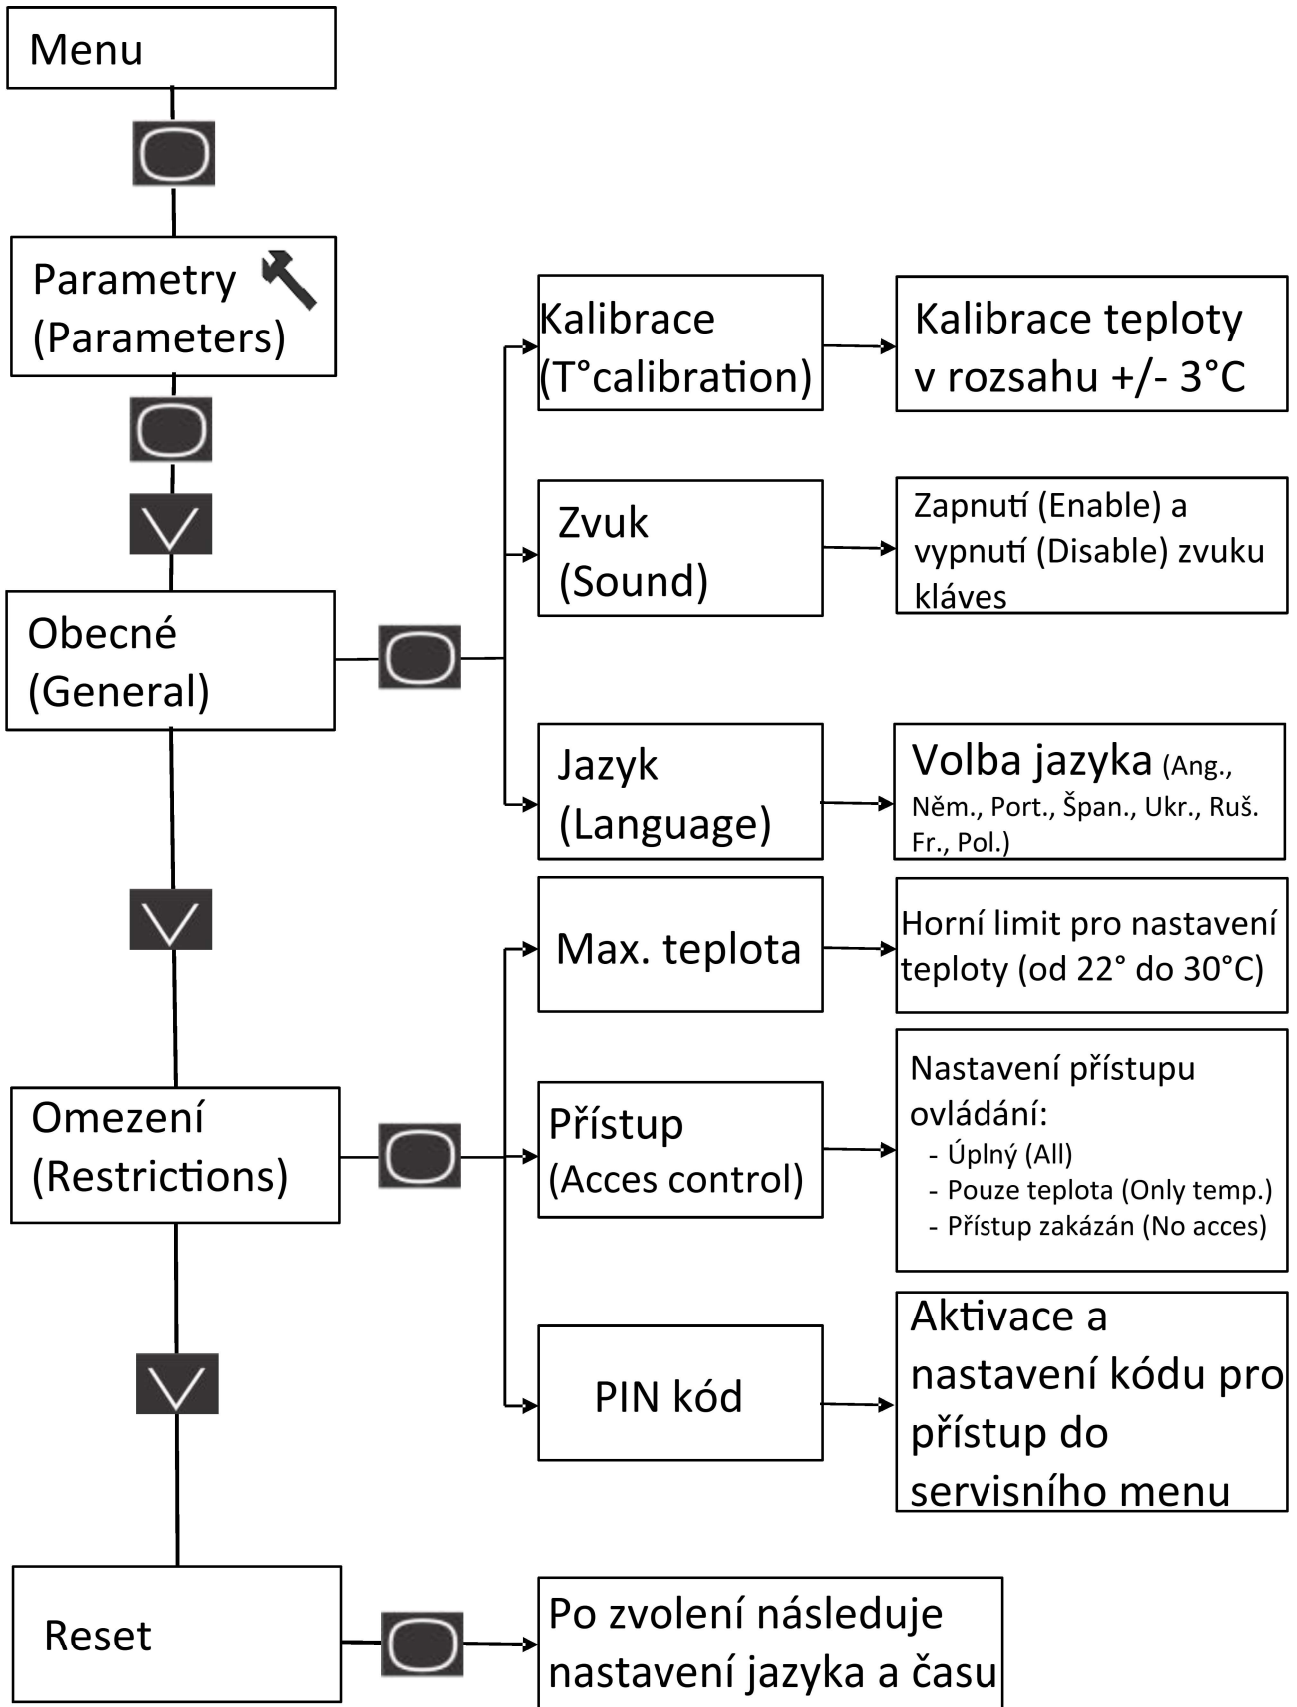 Menu
Parametry
(Parameters)
Kalibrace
(T°calibration)
Kalibrace teploty
v rozsahu +/- 3°C
Zvuk
(Sound)
Zapnutí (Enable) a
vypnutí (Disable) zvuku
kláves
Obecné
(General)
Jazyk
(Language)
Volba jazyka (Ang.,
Něm., Port., Špan., Ukr., Ruš.
Fr., Pol.)
Max. teplota
Horní limit pro nastavení
teploty (od 22° do 30°C)
Omezení
(Restrictions)
Přístup
(Acces control)
Nastavení přístupu
ovládání:
- Úplný (All)
- Pouze teplota (Only temp.)
- Přístup zakázán (No acces)
PIN kód
Aktivace a
nastavení kódu pro
přístup do
servisního menu
Reset
Po zvolení následuje
nastavení jazyka a času